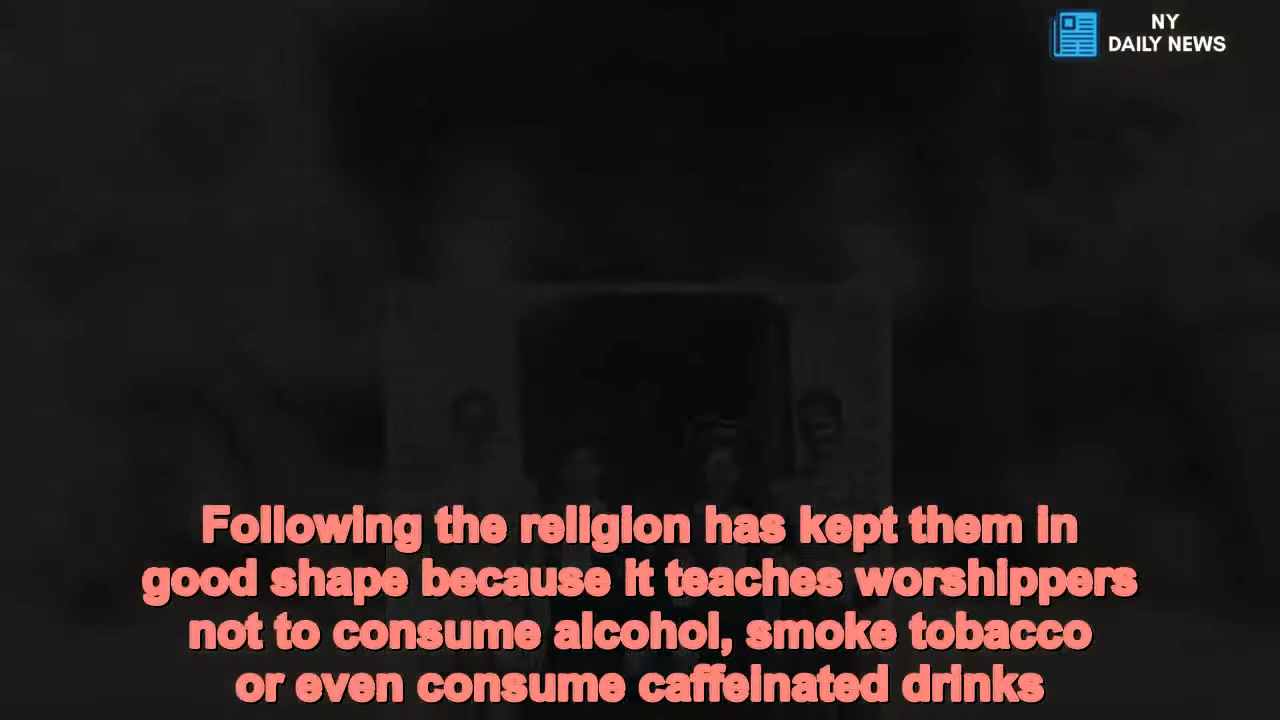 NY
DAILY NEWS
Following the religion has kept them in
good shape because it teaches worshippers
not to consume alcohol, smoke tobacco
or even consume caffeinated drinks